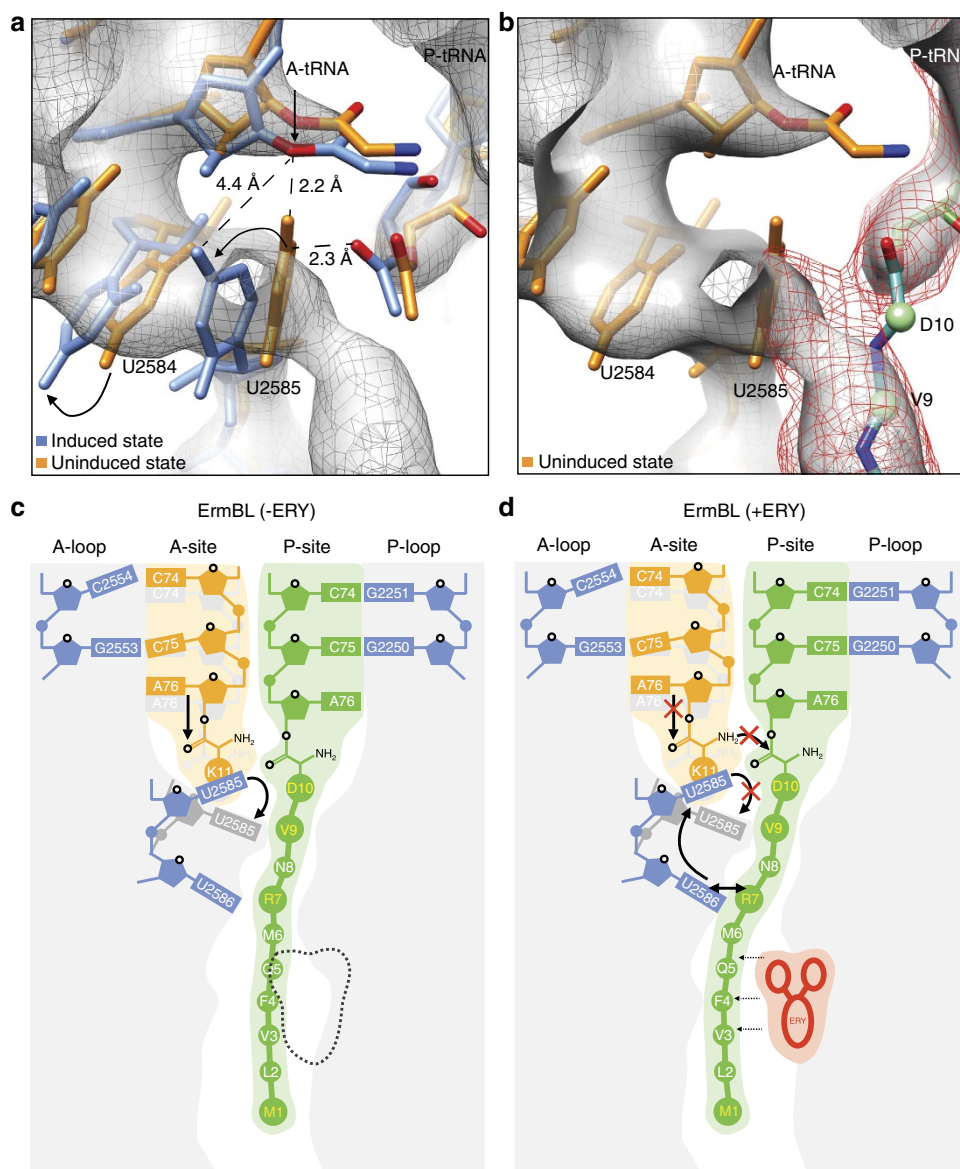 a
A-tRNA
P-tRNA
4.4 Å
2.2 Å
2.3 Å
U2584
U2585
Induced state
Uninduced state
b
A-tRNA
P-tRN
D10
V9
U2584
U2585
Uninduced state
c
ErmBL (-ERY)
A-loop
A-site
P-site
P-loop
C2554
C74
C74
C74
G2251
G2553
C75
C75
G2250
A76
A76
A76
NH2
NH2
K11
U2585
D10
U2585
V9
N8
U2586
R7
M6
Q5
F4
V3
L2
M1
d
ErmBL (+ERY)
A-loop
A-site
P-site
P-loop
C2554
C74
C74
C74
G2251
G2553
C75
C75
G2250
A76
A76
A76
NH2
NH2
K11
U2585
D10
U2585
V9
N8
U2586
R7
M6
Q5
F4
ERY
V3
L2
M1